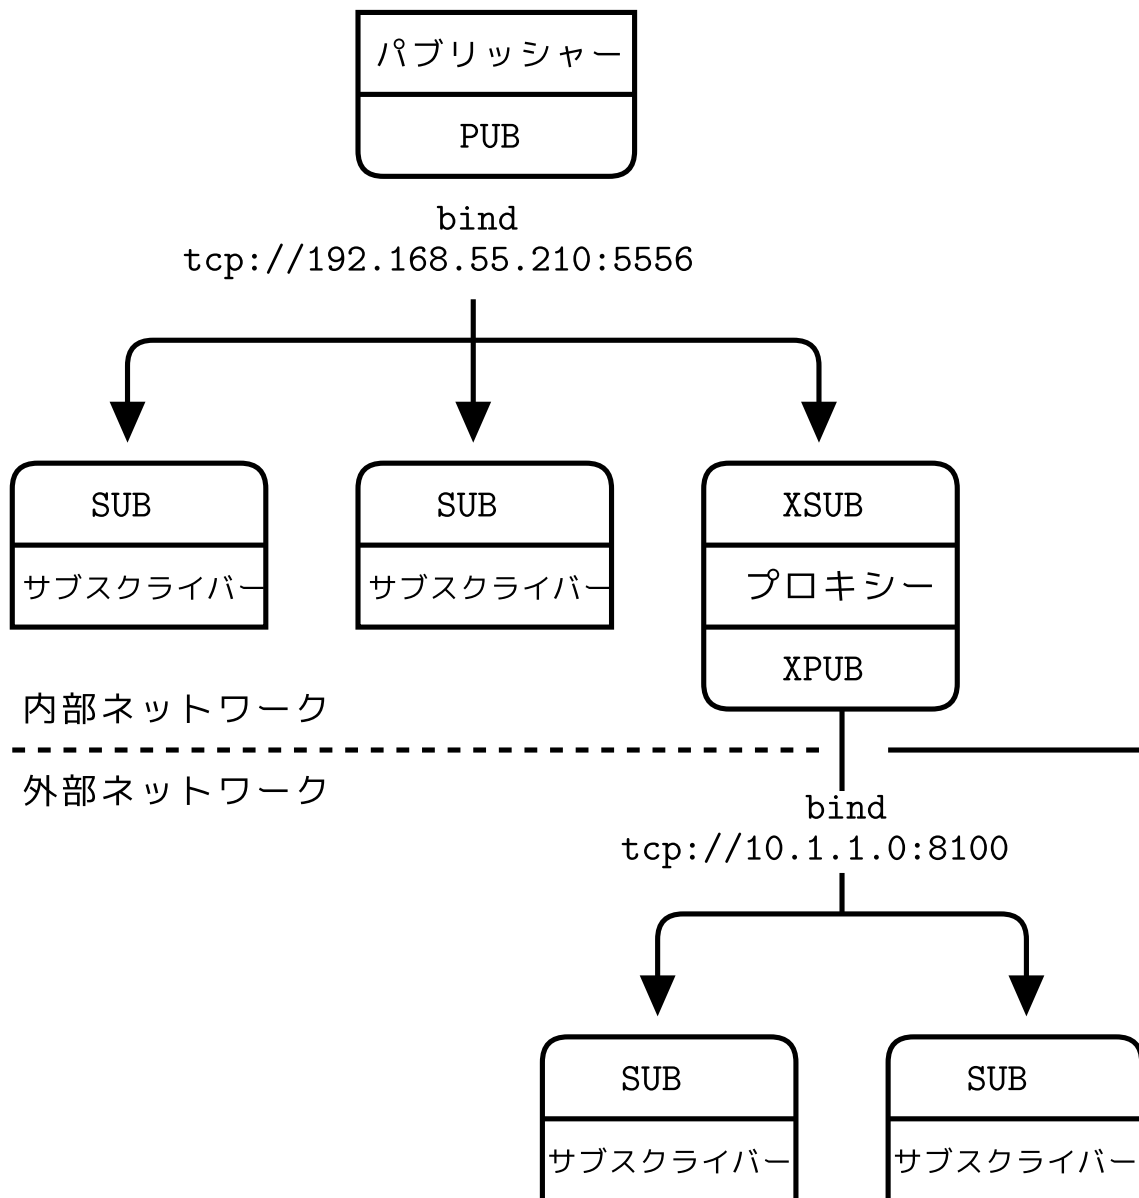 パブリッシャー
PUB
bind
tcp://192.168.55.210:5556
SUB
サブスクライバー
SUB
サブスクライバー
XSUB
プロキシー
XPUB
内部ネットワーク
外部ネットワーク
bind
tcp://10.1.1.0:8100
SUB
サブスクライバー
SUB
サブスクライバー